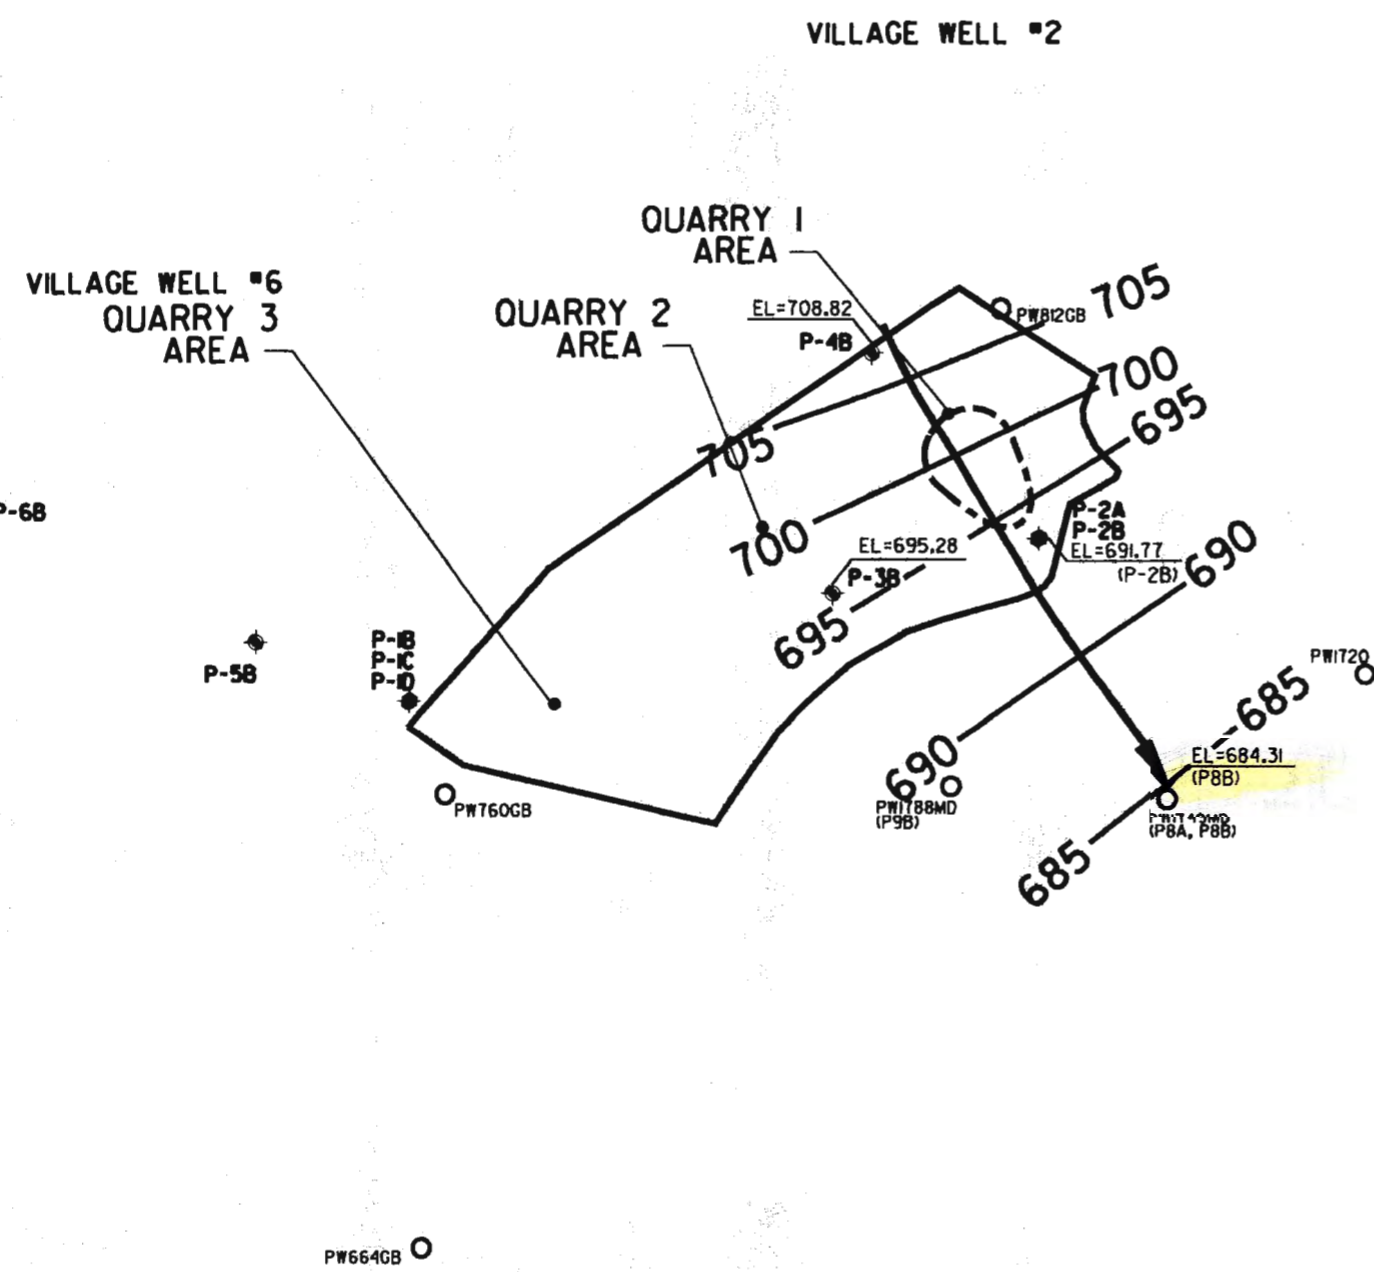 VILLAGE WELL #2
QUARRY 1
AREA
VILLAGE WELL #6
QUARRY 3
AREA
QUARRY 2
AREA
EL=708.82
P-4B
PW812GB
705
700
695
705
P-6B
700
EL=695.28
P-3B
695
P-2A
P-2B
EL=691.77
(P-2B)
690
P-5B
P-1B
P-1C
P-1D
PW1720
685
690
EL=684.31
(P8B)
PW760GB
PW1788MD
(P9B)
(P8A, P8B)
685
PW664GB